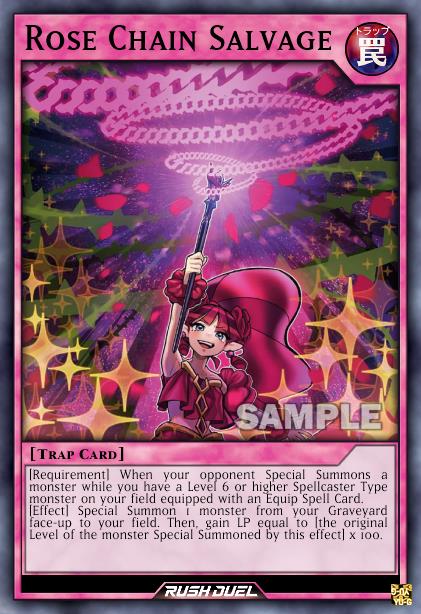 Rose Chain Salvage
トラップ
罠
SAMPLE
[Trap Card]
[Requirement] When your opponent Special Summons a
monster while you have a Level 6 or higher Spellcaster Type
monster on your field equipped with an Equip Spell Card.
[Effect] Special Summon 1 monster from your Graveyard
face-up to your field. Then, gain LP equal to [the original
Level of the monster Special Summoned by this effect] x 100.
RUSH DUEL